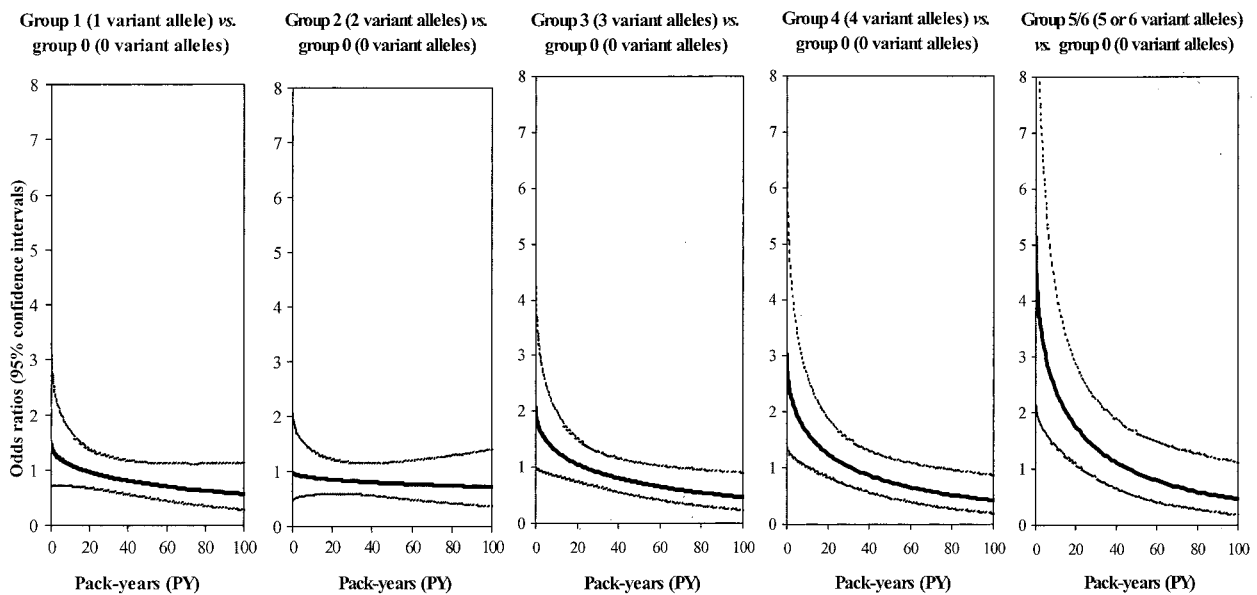 Group 1 (1 variant allele) vs.
group 0 (0 variant alleles)
Group 2 (2 variant alleles) vs.
group 0 (0 variant alleles)
Group 3 (3 variant alleles) vs.
group 0 (0 variant alleles)
Group 4 (4 variant alleles) vs.
group 0 (0 variant alleles)
Group 5/6 (5 or 6 variant alleles)
vs. group 0 (0 variant alleles)
Odds ratios (95% confidence intervals)
8
7
6
5
4
3
2
1
0
0 20 40 60 80 100
Pack-years (PY)
8
7
6
5
4
3
2
1
0
0 20 40 60 80 100
Pack-years (PY)
8
7
6
5
4
3
2
1
0
0 20 40 60 80 100
Pack-years (PY)
8
7
6
5
4
3
2
1
0
0 20 40 60 80 100
Pack-years (PY)
8
7
6
5
4
3
2
1
0
0 20 40 60 80 100
Pack-years (PY)